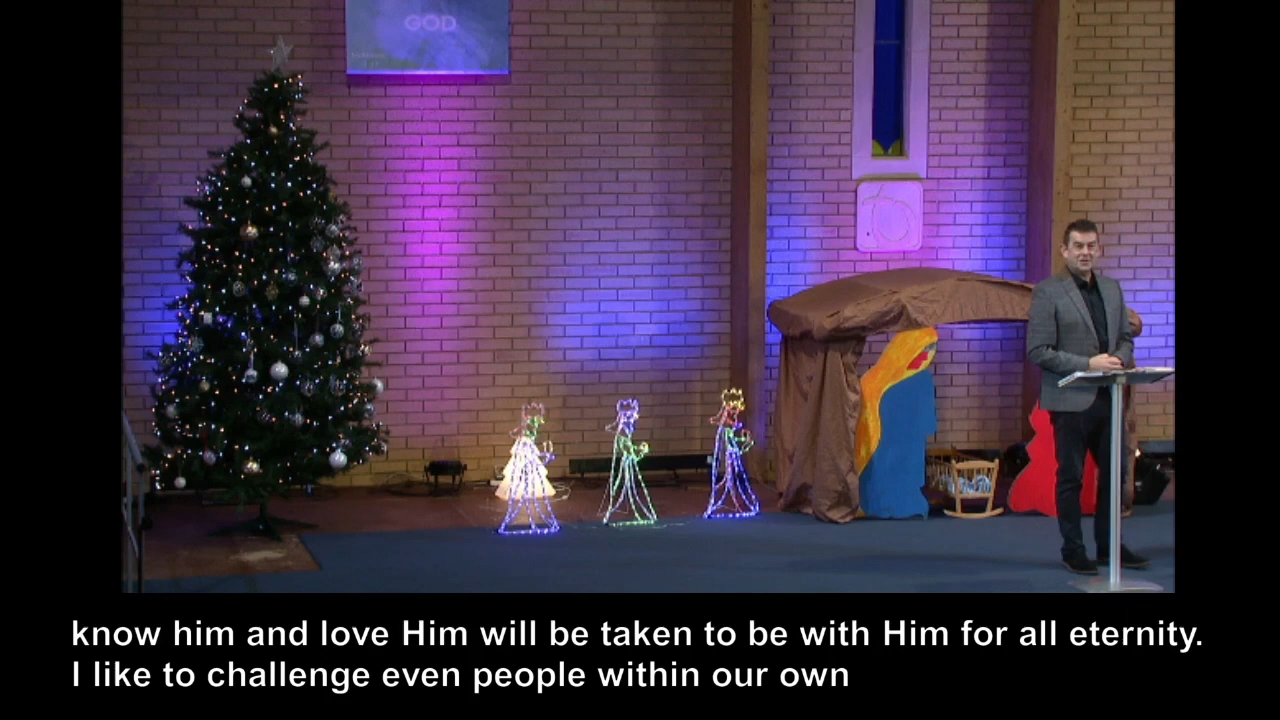 GOD
know him and love Him will be taken to be with Him for all eternity.
I like to challenge even people within our own